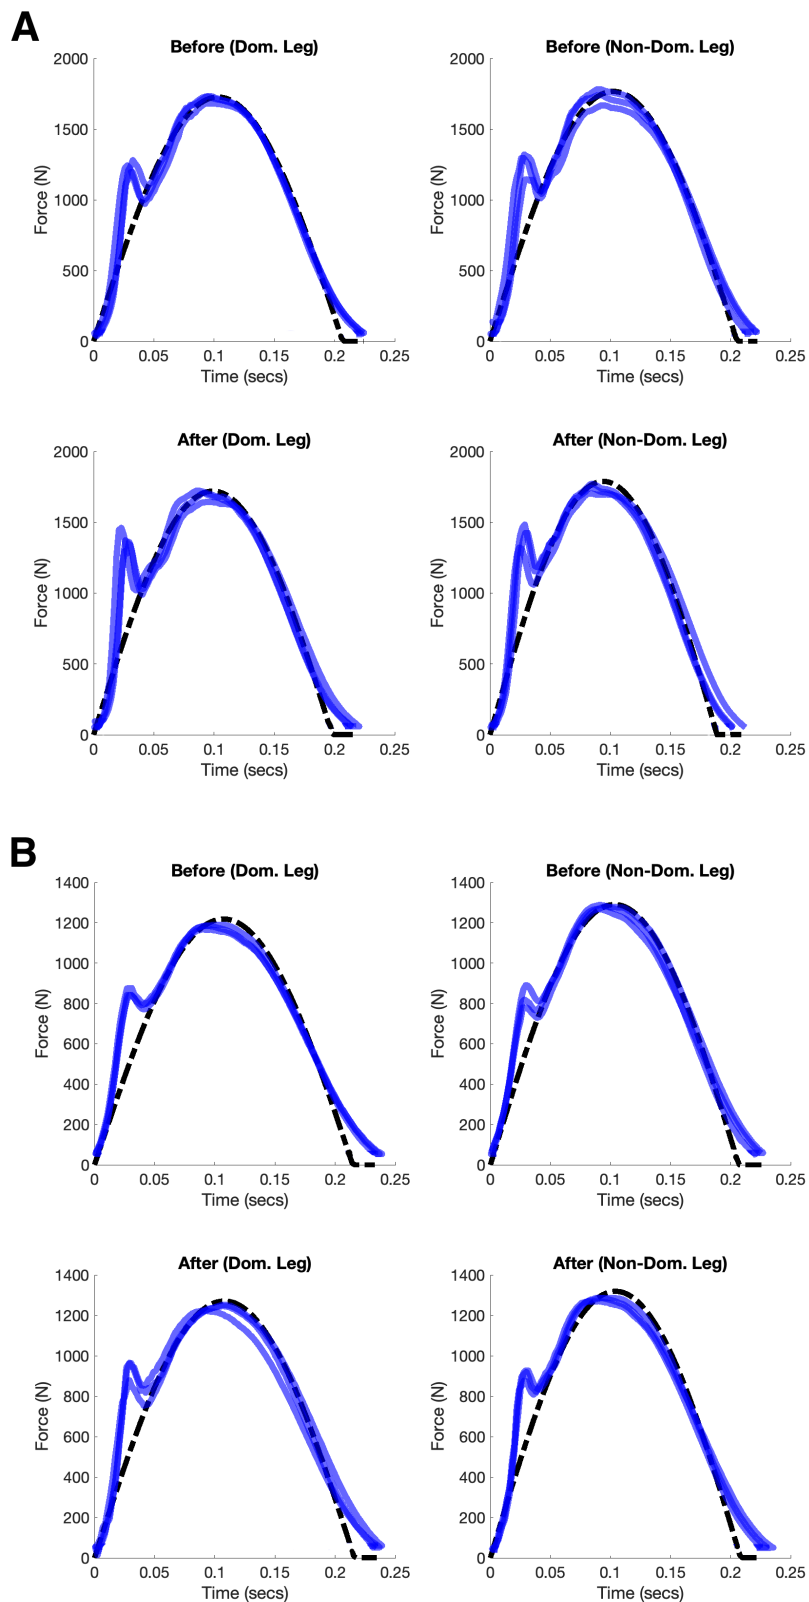 A
Before (Dom. Leg)
2000
1500
1000
500
0
Force (N)
0 0.05 0.1 0.15 0.2 0.25
Time (secs)
Before (Non-Dom. Leg)
2000
1500
1000
500
0
Force (N)
0 0.05 0.1 0.15 0.2 0.25
Time (secs)
After (Dom. Leg)
2000
1500
1000
500
0
Force (N)
0 0.05 0.1 0.15 0.2 0.25
Time (secs)
After (Non-Dom. Leg)
2000
1500
1000
500
0
Force (N)
0 0.05 0.1 0.15 0.2 0.25
Time (secs)
B
Before (Dom. Leg)
1400
1200
1000
800
600
400
200
0
Force (N)
0 0.05 0.1 0.15 0.2 0.25
Time (secs)
Before (Non-Dom. Leg)
1400
1200
1000
800
600
400
200
0
Force (N)
0 0.05 0.1 0.15 0.2 0.25
Time (secs)
After (Dom. Leg)
1400
1200
1000
800
600
400
200
0
Force (N)
0 0.05 0.1 0.15 0.2 0.25
Time (secs)
After (Non-Dom. Leg)
1400
1200
1000
800
600
400
200
0
Force (N)
0 0.05 0.1 0.15 0.2 0.25
Time (secs)